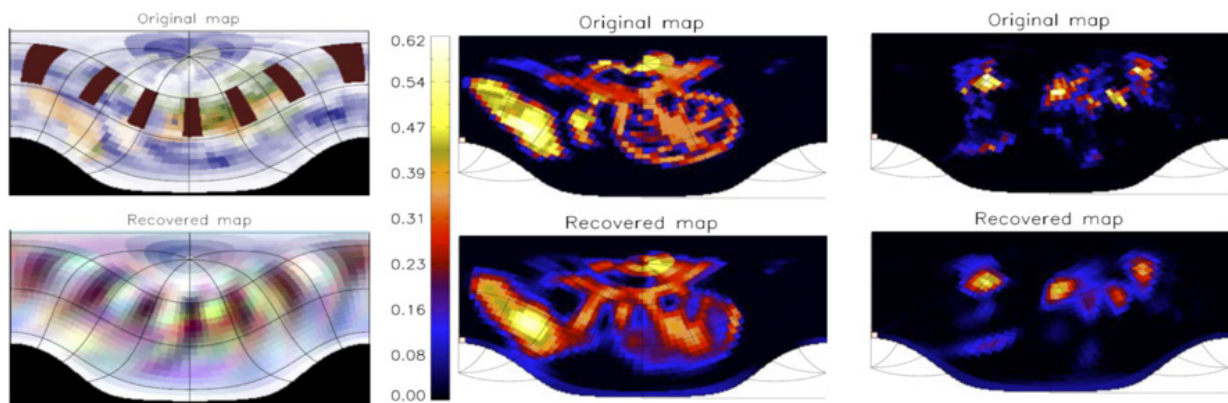 Original map
Recovered map
0.62
0.54
0.47
0.39
0.31
0.23
0.16
0.08
0.00
Original map
Recovered map
Original map
Recovered map